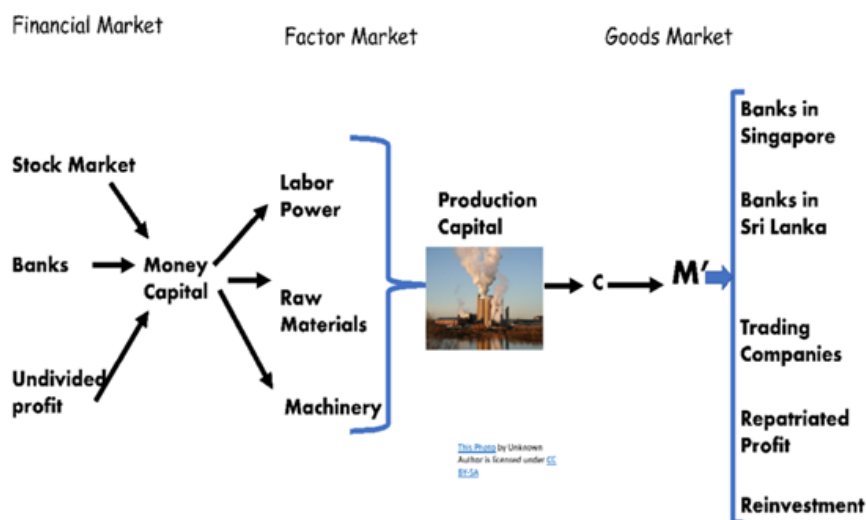 Financial Market
Factor Market
Goods Market
Stock Market
Banks
Undivided
profit
Money
Capital
Labor
Power
Raw
Materials
Machinery
Production
Capital
C
M'
Banks in
Singapore
Banks in
Sri Lanka
Trading
Companies
Repatriated
Profit
Reinvestment
This Photo by Unknown
Author is licensed under CC
BY-SA